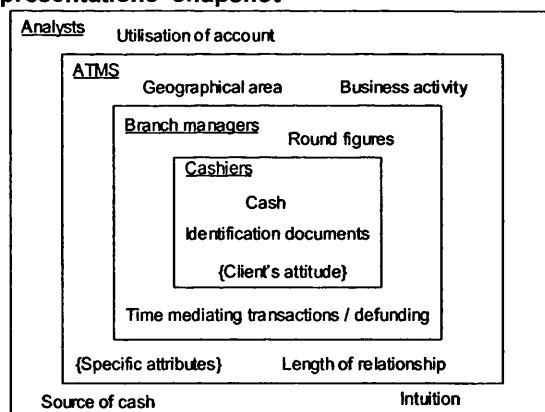 presentations' snapshot
Analysts
Utilisation of account
ATMS
Geographical area Business activity
Branch managers
Round figures
Cashiers
Cash
Identification documents
{Client's attitude}
Time mediating transactions / defunding
{Specific attributes} Length of relationship
Source of cash Intuition